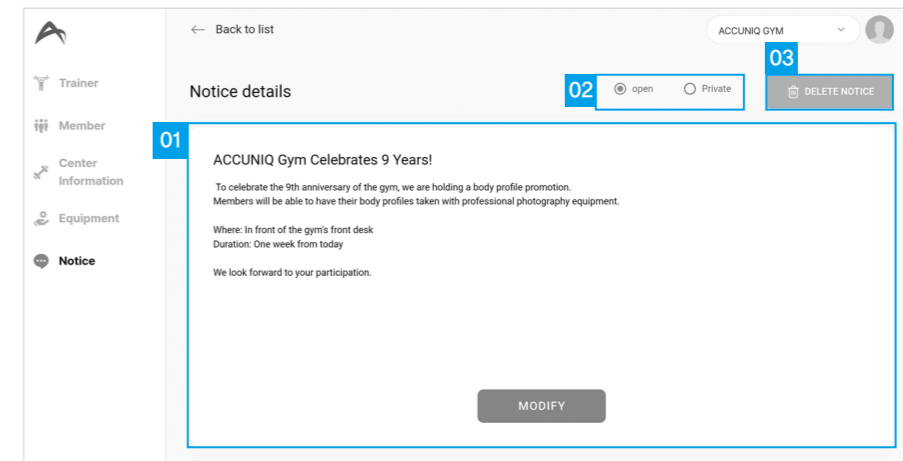 ← Back to list
ACCUNIQ GYM
03
Trainer
Notice details
02
open
Private
DELETE NOTICE
Member
01
Center
Information
Equipment
Notice
ACCUNIQ Gym Celebrates 9 Years!
To celebrate the 9th anniversary of the gym, we are holding a body profile promotion.
Members will be able to have their body profiles taken with professional photography equipment.
Where: In front of the gym's front desk
Duration: One week from today
We look forward to your participation.
MODIFY